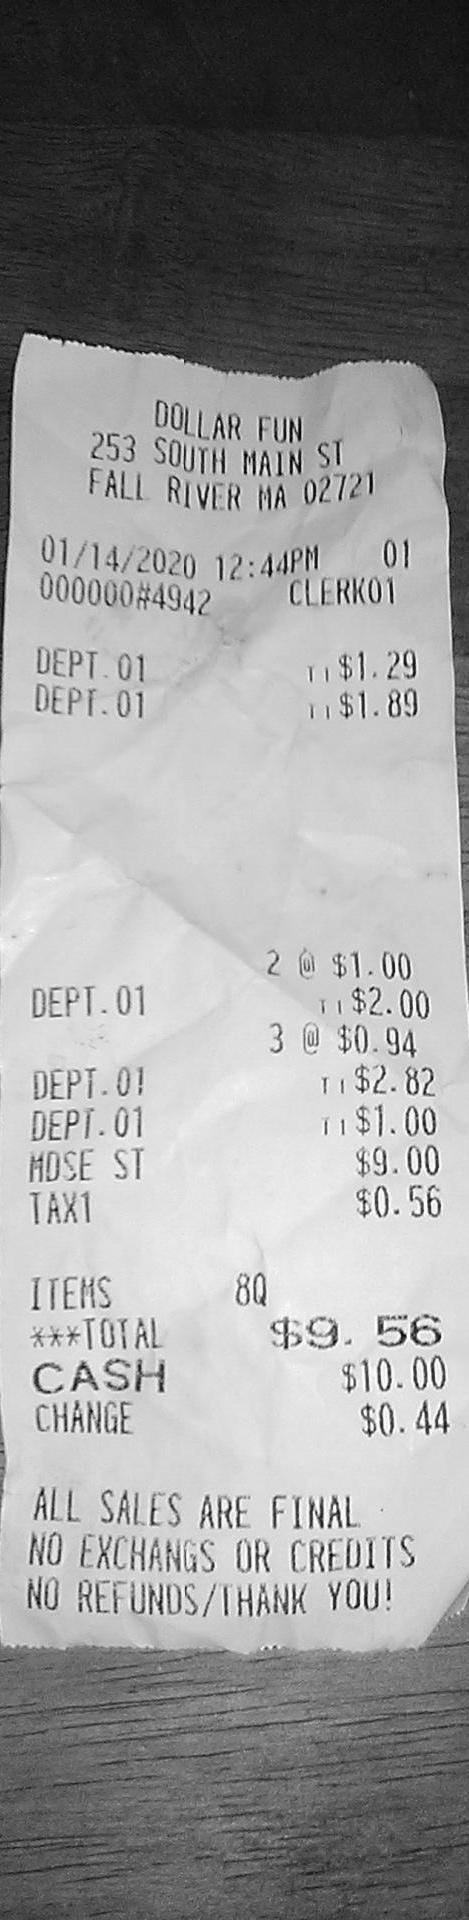 DOLLAR FUN
253 SOUTH MAIN ST
FALL RIVER MA 02721
01/14/2020 12:44PM 01
000000#4942 CLERK01
DEPT.01 T1 $1.29
DEPT.01 T1 $1.89
2 @ $1.00
DEPT.01 T1 $2.00
3 @ $0.94
DEPT.01 T1 $2.82
DEPT.01 T1 $1.00
MDSE ST $9.00
TAX1 $0.56
ITEMS 8Q
***TOTAL $9.56
CASH $10.00
CHANGE $0.44
ALL SALES ARE FINAL
NO EXCHANGS OR CREDITS
NO REFUNDS/THANK YOU!